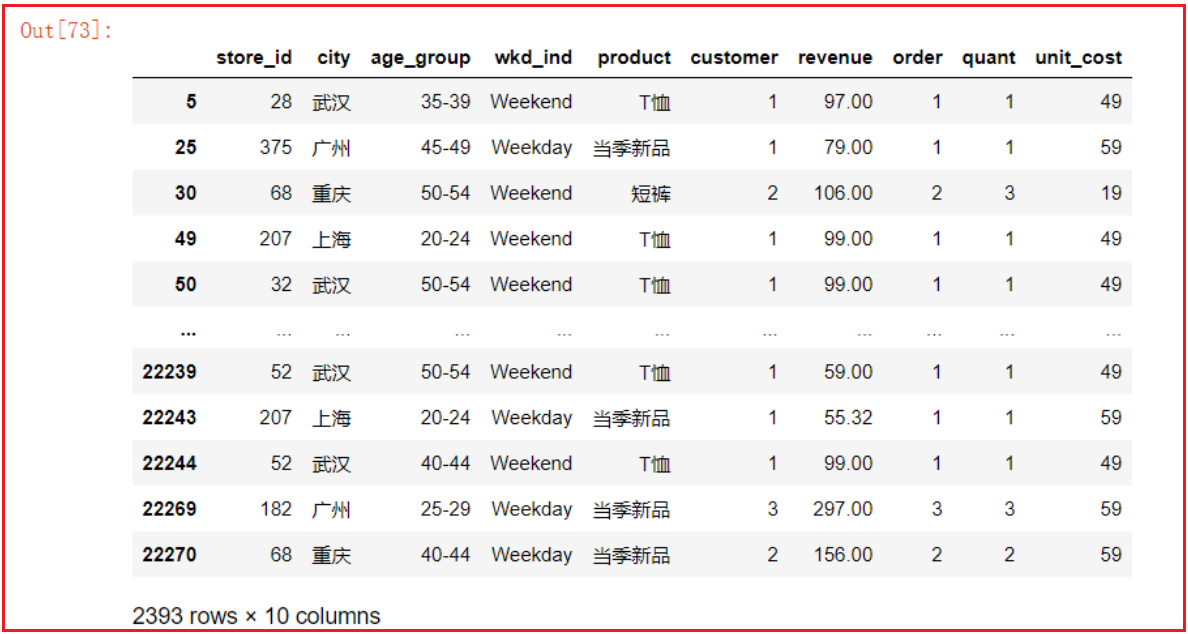 Out[73]:
store_id city age_group wkd_ind product customer revenue order quant unit_cost
5 28 武汉 35-39 Weekend T恤 1 97.00 1 1 49
25 375 广州 45-49 Weekday 当季新品 1 79.00 1 1 59
30 68 重庆 50-54 Weekend 短裤 2 106.00 2 3 19
49 207 上海 20-24 Weekend T恤 1 99.00 1 1 49
50 32 武汉 50-54 Weekend T恤 1 99.00 1 1 49
... ... ... ... ... ... ... ... ... ... ...
22239 52 武汉 50-54 Weekend T恤 1 59.00 1 1 49
22243 207 上海 20-24 Weekday 当季新品 1 55.32 1 1 59
22244 52 武汉 40-44 Weekend T恤 1 99.00 1 1 49
22269 182 广州 25-29 Weekday 当季新品 3 297.00 3 3 59
22270 68 重庆 40-44 Weekday 当季新品 2 156.00 2 2 59
2393 rows × 10 columns